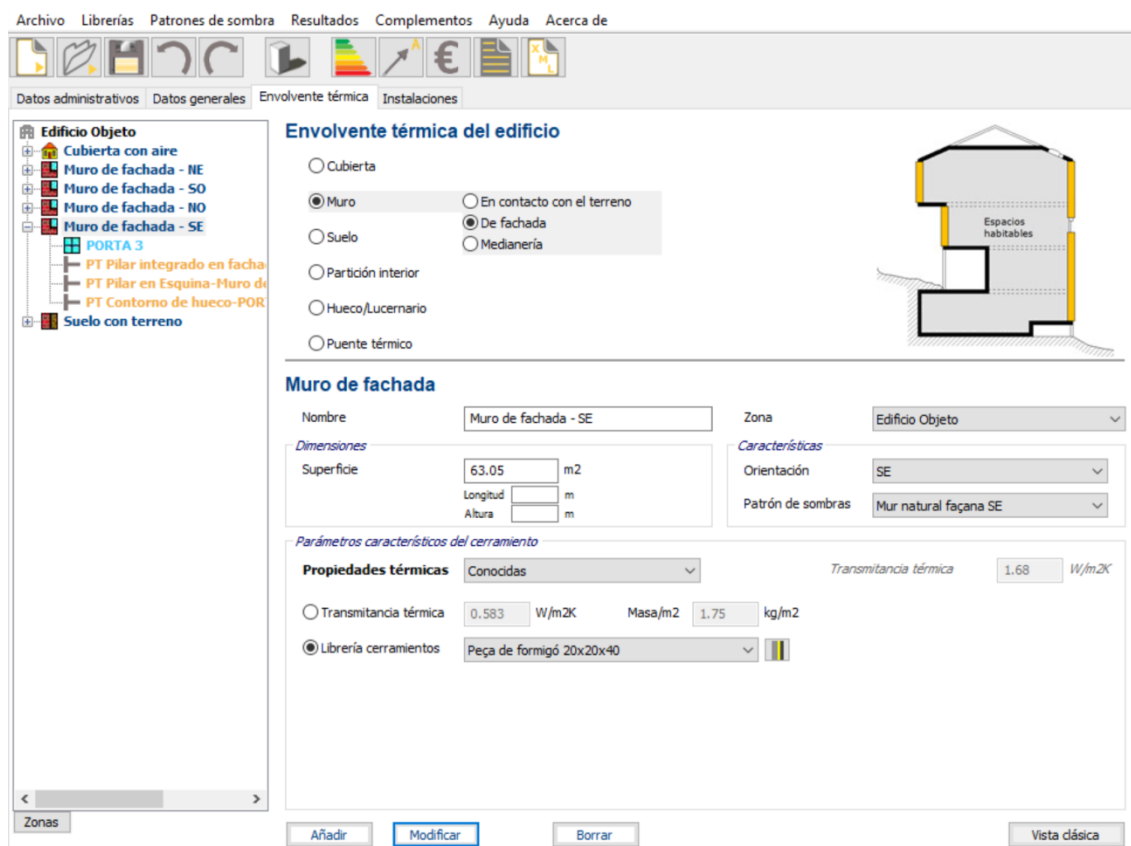 Archivo Librerías Patrones de sombra Resultados Complementos Ayuda Acerca de
A € X M L
Datos administrativos Datos generales Envolvente térmica Instalaciones
Edificio Objeto
Cubierta con aire
Muro de fachada - NE
Muro de fachada - SO
Muro de fachada - NO
Muro de fachada - SE
PORTA 3
PT Pilar integrado en facha
PT Pilar en Esquina-Muro de
PT Contorno de hueco-POR
Suelo con terreno
Zonas
Envolvente térmica del edificio
Cubierta
Muro
En contacto con el terreno
De fachada
Medianería
Suelo
Partición interior
Hueco/Lucernario
Puente térmico
Espacios
habitables
Muro de fachada
Nombre Muro de fachada - SE Zona Edificio Objeto
Dimensiones
Superficie 63.05 m2
Longitud m
Altura m
Características
Orientación SE
Patrón de sombras Mur natural façana SE
Parámetros característicos del cerramiento
Propiedades térmicas Conocidas Transmitancia térmica 1.68 W/m2K
Transmitancia térmica 0.583 W/m2K Masa/m2 1.75 kg/m2
Librería cerramientos Peça de formigó 20x20x40
Añadir Modificar Borrar Vista clásica